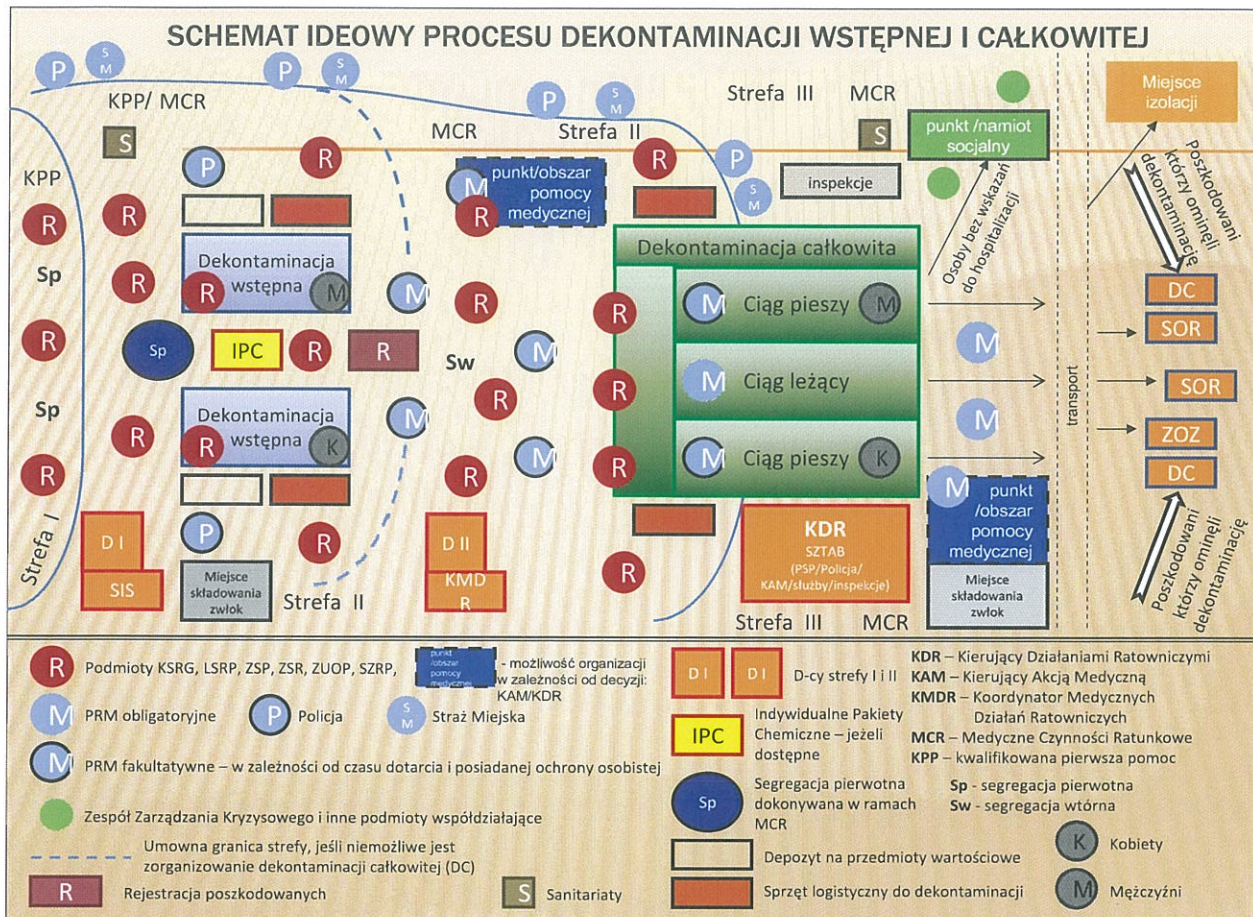 SCHEMAT IDEOWY PROCESU DEKONTAMINACJI WSTĘPNEJ I CAŁKOWITEJ
P
S
M
P
S
M
P
S
M
P
S
M
KPP/ MCR
MCR
Strefa II
Strefa III
MCR
S
S
punkt /namiot
socjalny
Miejsce
izolacji
KPP
R
Sp
R
Sp
R
Strefa I
R
R
R
R
P
R
Dekontaminacja
wstępna
R
M
M
Sp
IPC
R
R
Dekontaminacja
wstępna
R
K
M
P
R
D I
SIS
Miejsce
składowania
zwłok
Strefa II
M
R
punkt/obszar
pomocy
medycznej
R
Sw
M
R
M
R
D II
KMD
R
R
inspekcje
Dekontaminacja całkowita
R
M
Ciąg pieszy
M
R
M
Ciąg leżący
R
M
Ciąg pieszy
K
R
KDR
SZTAB
(PSP/Policja/
KAM/służby/inspekcje)
Strefa III
MCR
Osoby bez wskazań
do hospitalizacji
M
M
M
punkt
/obszar
pomocy
medycznej
Miejsce
składowania
zwłok
transport
Poszkodowani
którzy ominęli
dekontaminację
DC
SOR
SOR
ZOZ
DC
Poszkodowani
którzy ominęli
dekontaminację
R
Podmioty KSRG, LSRP, ZSP, ZSR, ZUOP, SZRP,
punkt
/obszar
pomocy
medycznej
- możliwość organizacji
w zależności od decyzji:
KAM/KDR
M
PRM obligatoryjne
P
Policja
S
M
Straż Miejska
M
PRM fakultatywne – w zależności od czasu dotarcia i posiadanej ochrony osobistej
Zespół Zarządzania Kryzysowego i inne podmioty współdziałające
Umowna granica strefy, jeśli niemożliwe jest
zorganizowanie dekontaminacji całkowitej (DC)
R
Rejestracja poszkodowanych
S
Sanitariaty
D I
D I
D-cy strefy I i II
IPC
Indywidualne Pakiety
Chemiczne – jeżeli
dostępne
Sp
Segregacja pierwotna
dokonywana w ramach
MCR
Depozyt na przedmioty wartościowe
Sprzęt logistyczny do dekontaminacji
KDR – Kierujący Działaniami Ratowniczymi
KAM – Kierujący Akcją Medyczną
KMDR – Koordynator Medycznych
Działań Ratowniczych
MCR – Medyczne Czynności Ratunkowe
KPP – kwalifikowana pierwsza pomoc
Sp - segregacja pierwotna
Sw – segregacja wtórna
K
Kobiety
M
Mężczyźni